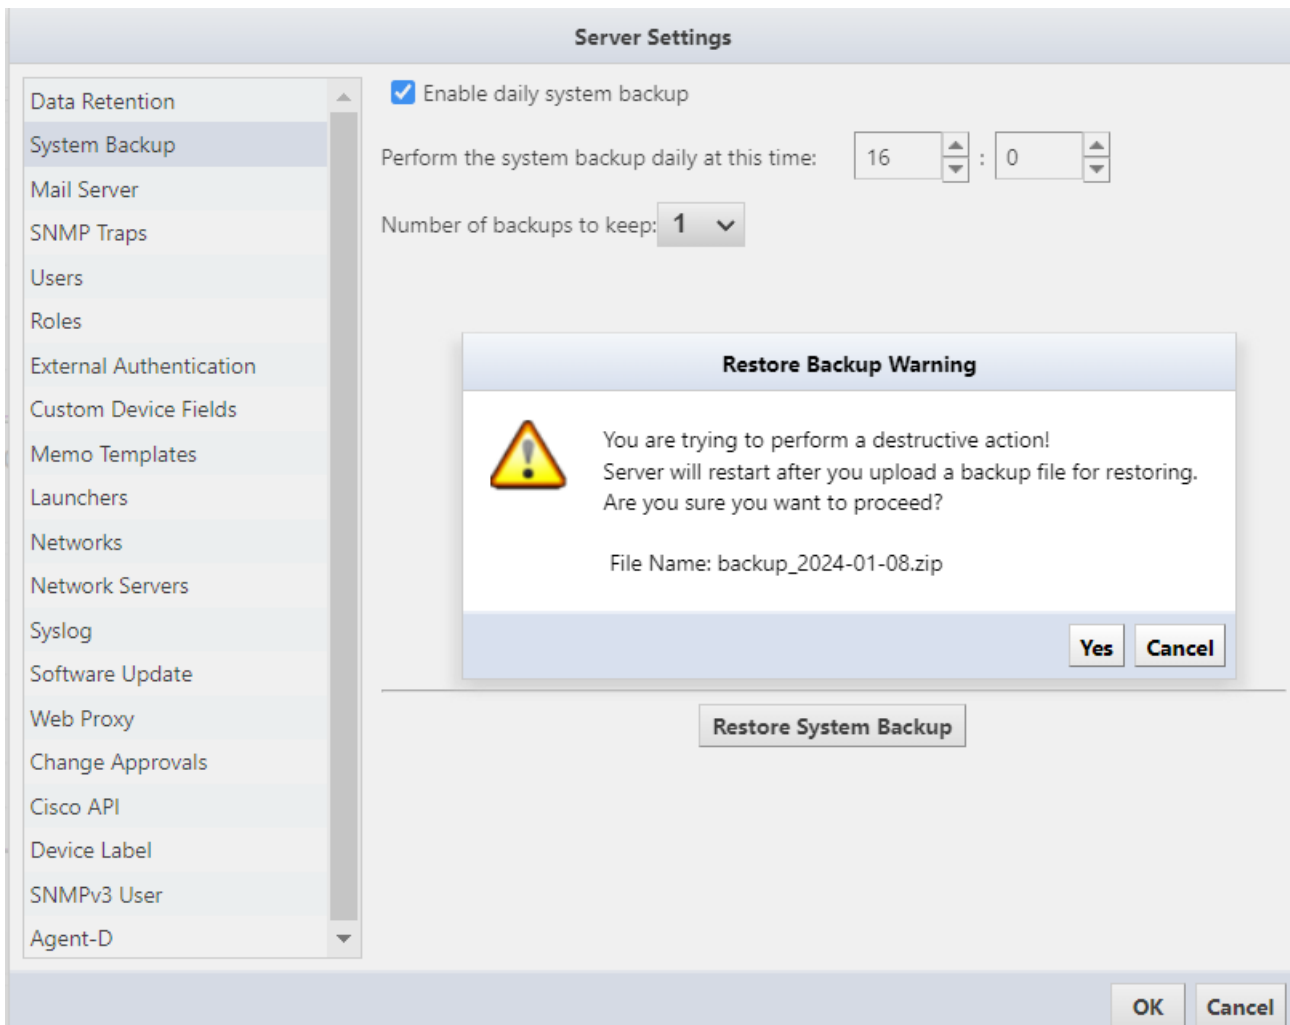 Server Settings
Data Retention
System Backup
Mail Server
SNMP Traps
Users
Roles
External Authentication
Custom Device Fields
Memo Templates
Launchers
Networks
Network Servers
Syslog
Software Update
Web Proxy
Change Approvals
Cisco API
Device Label
SNMPv3 User
Agent-D
Enable daily system backup
Perform the system backup daily at this time: 16 : 0
Number of backups to keep: 1
Restore Backup Warning
You are trying to perform a destructive action!
Server will restart after you upload a backup file for restoring.
Are you sure you want to proceed?
File Name: backup_2024-01-08.zip
Yes Cancel
Restore System Backup
OK Cancel